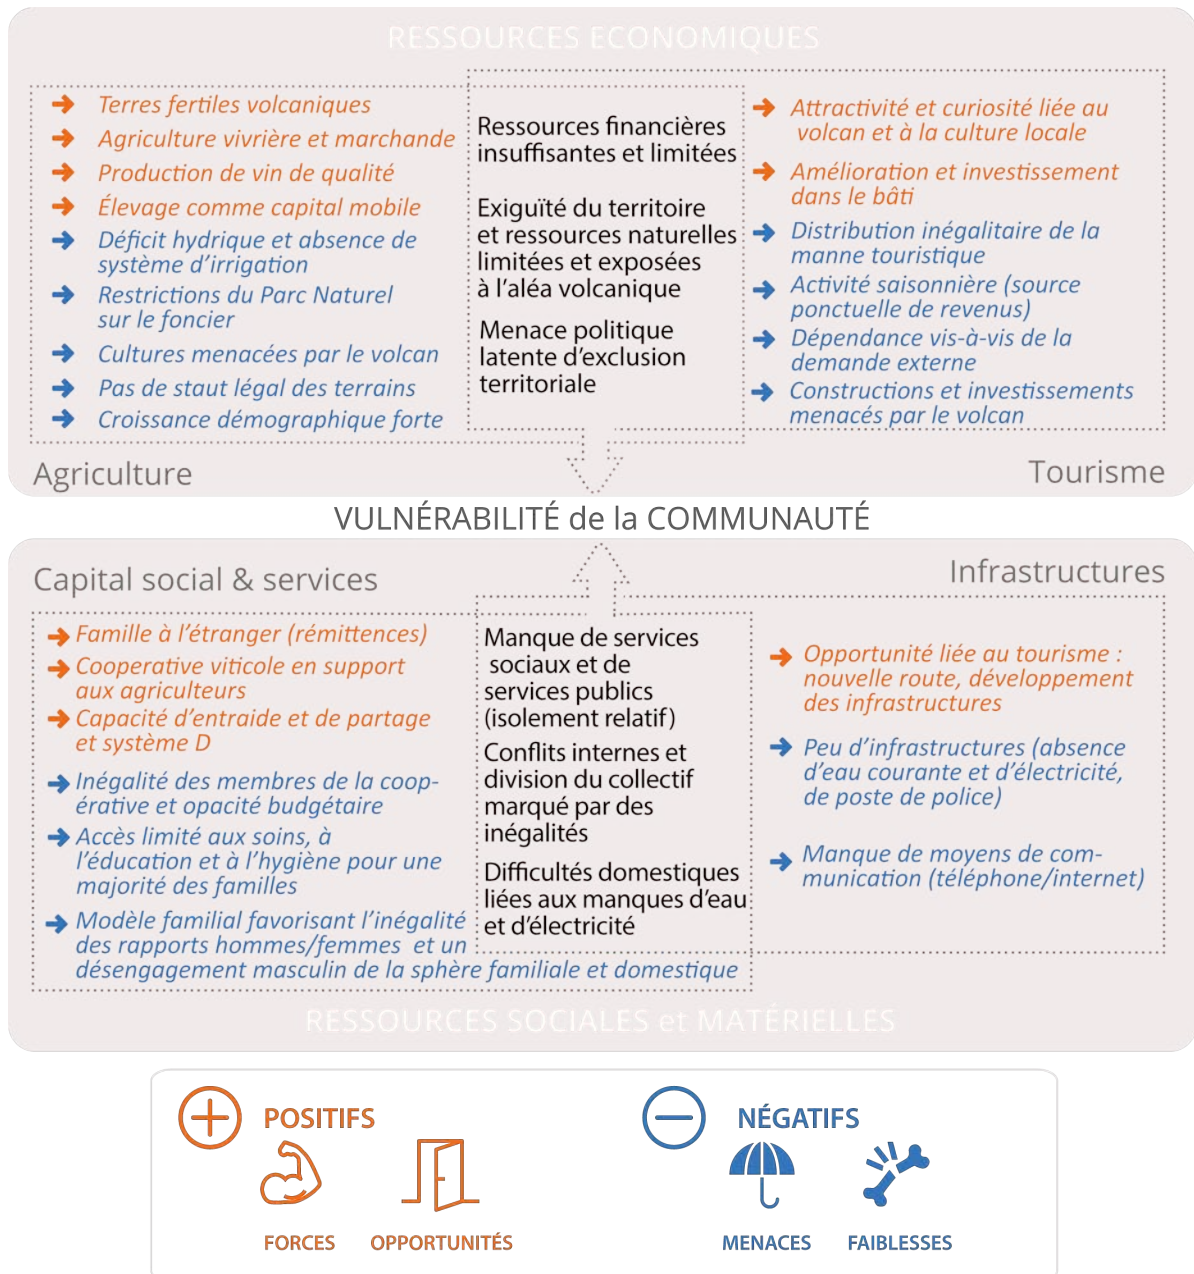 RESSOURCES ECONOMIQUES
Terres fertiles volcaniques
Agriculture vivrière et marchande
Production de vin de qualité
Élevage comme capital mobile
Déficit hydrique et absence de
système d'irrigation
Restrictions du Parc Naturel
sur le foncier
Cultures menacées par le volcan
Pas de staut légal des terrains
Croissance démographique forte
Ressources financières
insuffisantes et limitées
Exiguïté du territoire
et ressources naturelles
limitées et exposées
à l'aléa volcanique
Menace politique
latente d'exclusion
territoriale
Attractivité et curiosité liée au
volcan et à la culture locale
Amélioration et investissement
dans le bâti
Distribution inégalitaire de la
manne touristique
Activité saisonnière (source
ponctuelle de revenus)
Dépendance vis-à-vis de la
demande externe
Constructions et investissements
menacés par le volcan
Agriculture
Tourisme
VULNÉRABILITÉ de la COMMUNAUTÉ
Capital social & services
Infrastructures
Famille à l'étranger (rémittences)
Cooperative viticole en support
aux agriculteurs
Capacité d'entraide et de partage
et système D
Inégalité des membres de la coop-
érative et opacité budgétaire
Accès limité aux soins, à
l'éducation et à l'hygiène pour une
majorité des familles
Modèle familial favorisant l'inégalité
des rapports hommes/femmes et un
désengagement masculin de la sphère familiale et domestique
Manque de services
sociaux et de
services publics
(isolement relatif)
Conflits internes et
division du collectif
marqué par des
inégalités
Difficultés domestiques
liées aux manques d'eau
et d'électricité
Opportunité liée au tourisme :
nouvelle route, développement
des infrastructures
Peu d'infrastructures (absence
d'eau courante et d'électricité,
de poste de police)
Manque de moyens de com-
munication (téléphone/internet)
RESSOURCES SOCIALES et MATÉRIELLES
POSITIFS
NÉGATIFS
FORCES
OPPORTUNITÉS
MENACES
FAIBLESSES